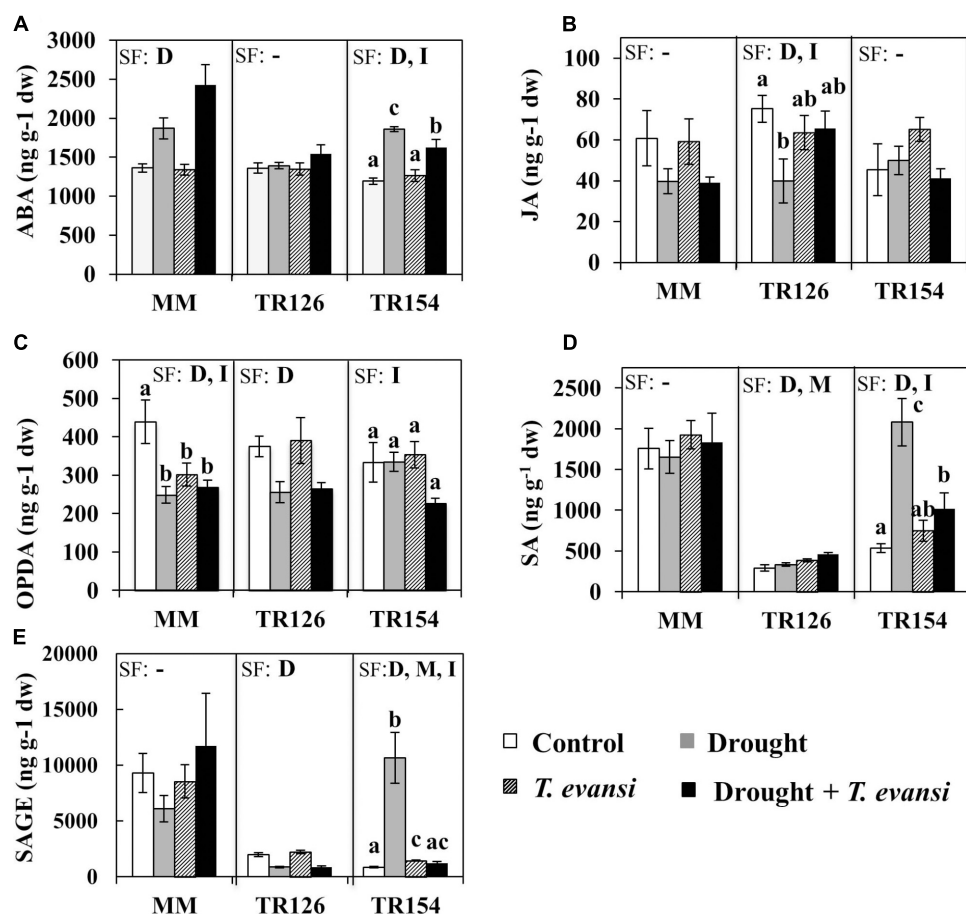 A
ABA (ng g-1 dw)
3000
2500
2000
1500
1000
500
0
SF: D
SF: -
SF: D, I
a
c
a
b
MM
TR126
TR154
B
JA (ng g-1 dw)
100
80
60
40
20
0
SF: -
SF: D, I
SF: -
a
b
ab
ab
MM
TR126
TR154
C
OPDA (ng g-1 dw)
600
500
400
300
200
100
0
SF: D, I
SF: D
SF: I
a
b
b
b
a
a
a
a
MM
TR126
TR154
D
SA (ng g-1 dw)
2500
2000
1500
1000
500
0
SF: -
SF: D, M
SF: D, I
a
c
ab
b
MM
TR126
TR154
E
SAGE (ng g-1 dw)
20000
15000
10000
5000
0
SF: -
SF: D
SF:D, M, I
a
b
c
ac
MM
TR126
TR154
Control
Drought
T. evansi
Drought + T. evansi